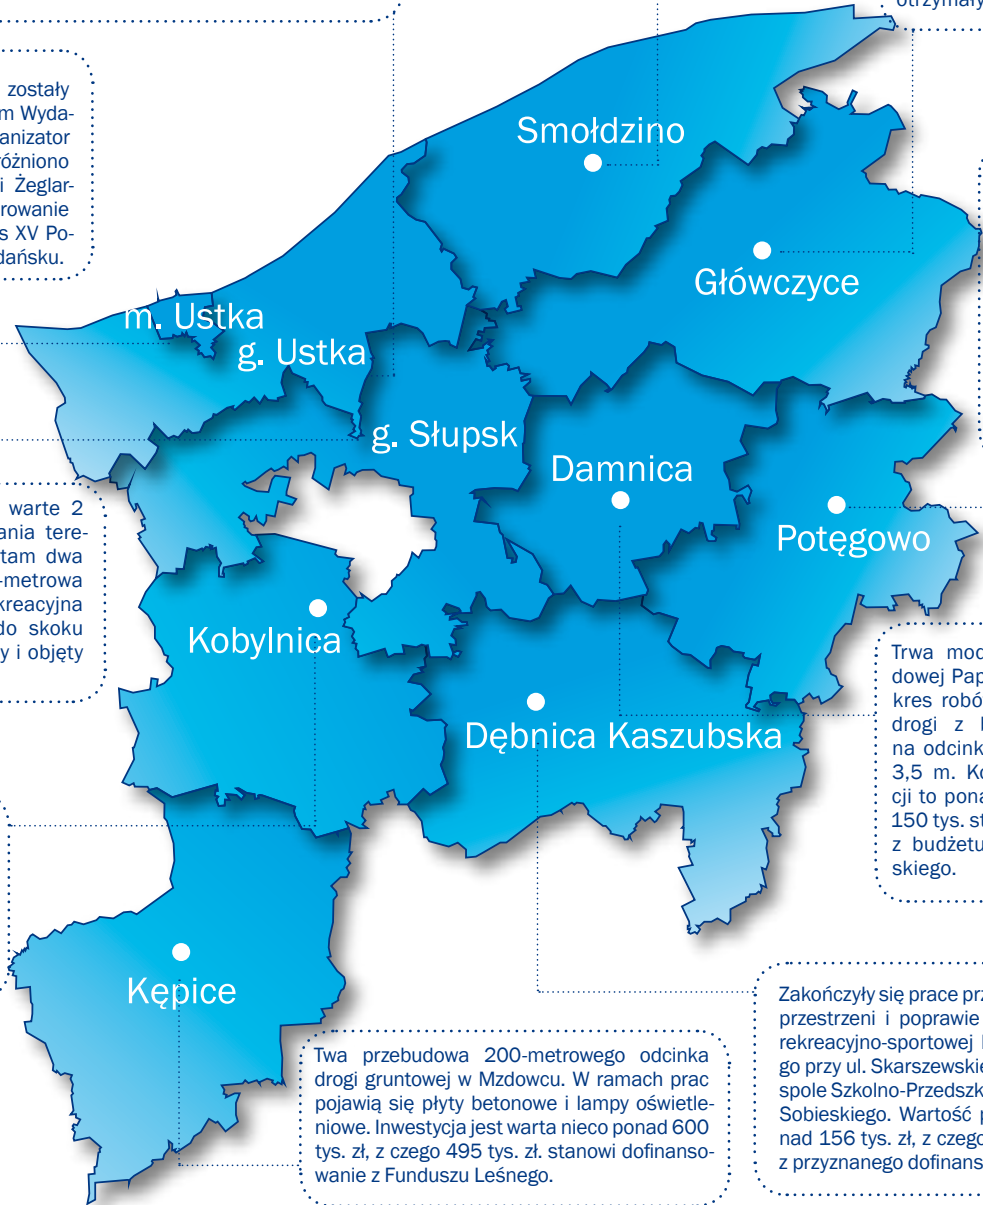 otrzymały
zostały
m Wyda-
anizator
różniono
i Żeglar-
rowanie
s XV Po-
dańsku.
Smołdzino
Główczyce
m. Ustka
g. Ustka
g. Słupsk
Damnica
Potęgowo
warte 2
ania tere-
tam dwa
-metrowa
kreacyjna
do skoku
y i objęty
Kobylnica
Dębnica Kaszubska
Trwa mod
dowej Pap
kres robó
drogi z
na odcink
3,5 m. Ko
cji to pona
150 tys. st
z budżetu
skiego.
Kępice
Twa przebudowa 200-metrowego odcinka
drogi gruntowej w Mzdowcu. W ramach prac
pojawią się płyty betonowe i lampy oświetle-
niowe. Inwestycja jest warta nieco ponad 600
tys. zł, z czego 495 tys. zł. stanowi dofinanso-
wanie z Funduszu Leśnego.
Zakończyły się prace prz
przestrzeni i poprawie
rekreacyjno-sportowej
go przy ul. Skarszewskie
spole Szkolno-Przedszk
Sobieskiego. Wartość p
nad 156 tys. zł, z czego
z przyznanego dofinans